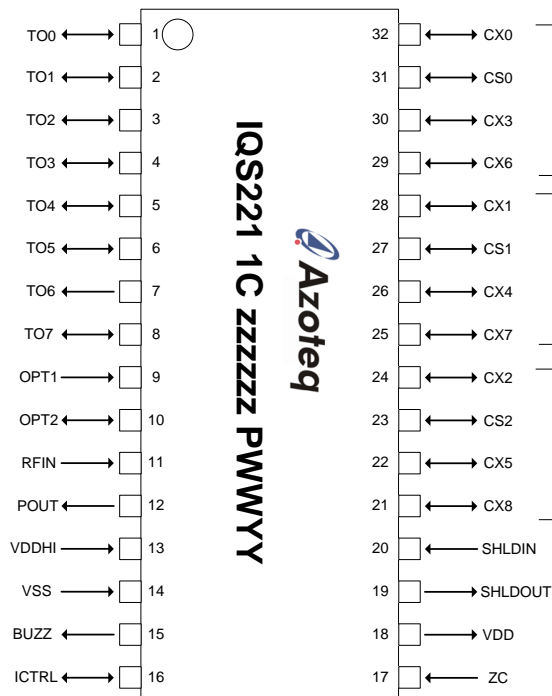 TO0 1 32 CX0
TO1 2 31 CS0
TO2 3 30 CX3
TO3 4 29 CX6
TO4 5 28 CX1
TO5 6 27 CS1
TO6 7 26 CX4
TO7 8 25 CX7
OPT1 9 24 CX2
OPT2 10 23 CS2
RFIN 11 22 CX5
POUT 12 21 CX8
VDDHI 13 20 SHLDIN
VSS 14 19 SHLDOUT
BUZZ 15 18 VDD
ICTRL 16 17 ZC
Azoteq
IQS221 1C zzzzzz PWWYY